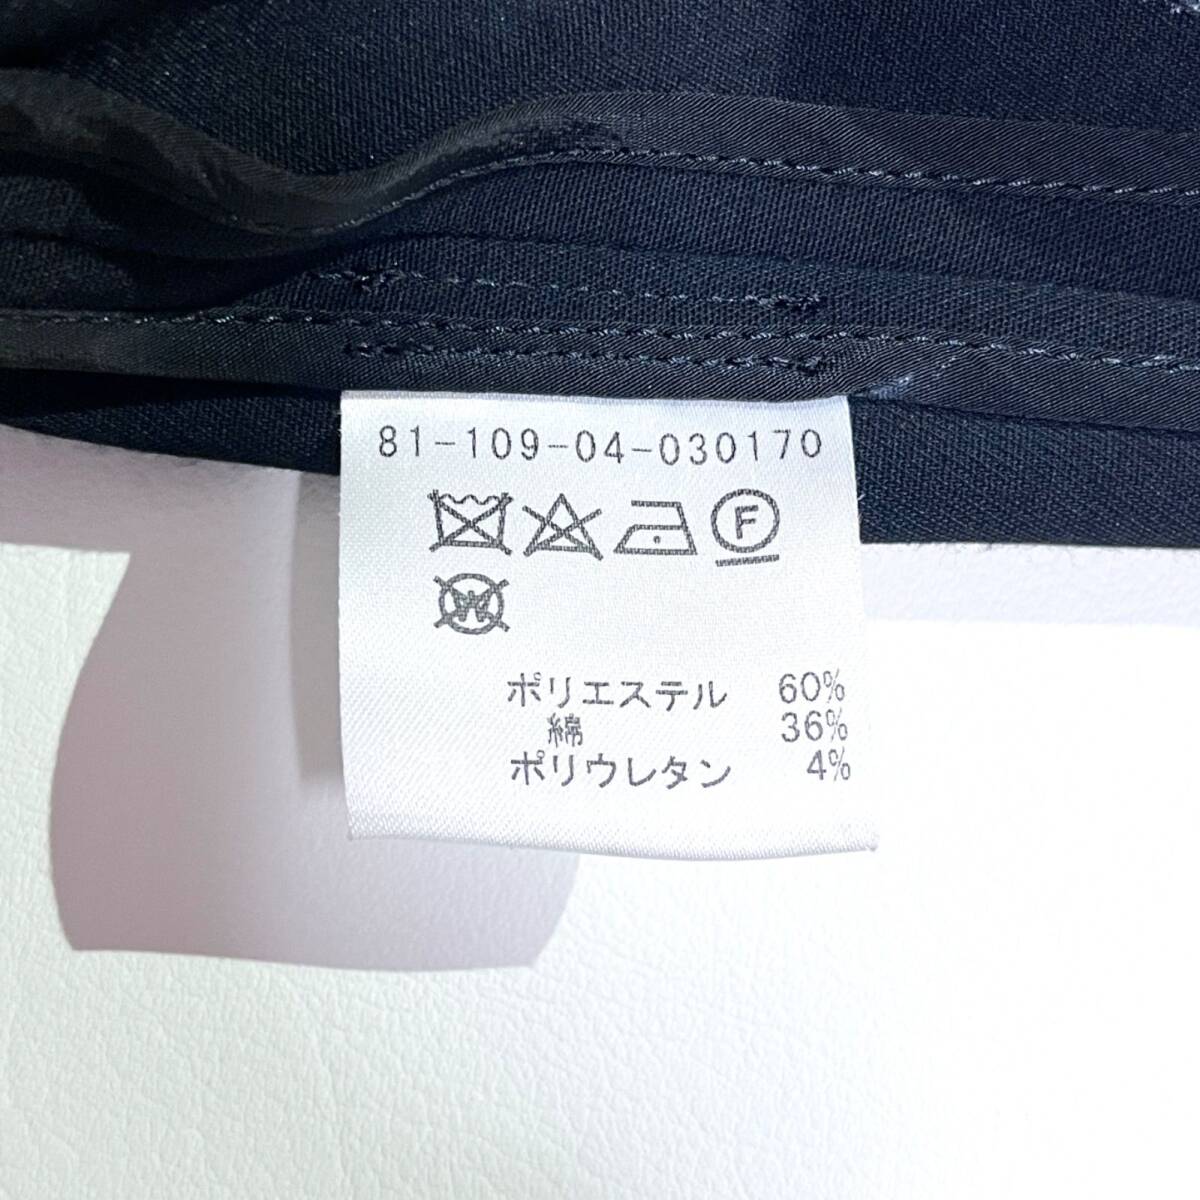 81-109-04-030170
F
W
ポリエステル 60%
綿 36%
ポリウレタン 4%